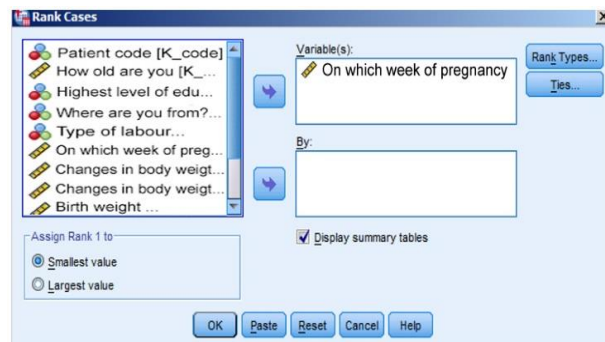 Rank Cases
Patient code [K_code]
How old are you [K_...
Highest level of edu...
Where are you from?...
Type of labour...
On which week of preg...
Changes in body weigt...
Changes in body weigt...
Birth weight ...
Variable(s):
On which week of pregnancy
By:
Rank Types...
Ties...
Assign Rank 1 to
Smallest value
Largest value
Display summary tables
OK Paste Reset Cancel Help